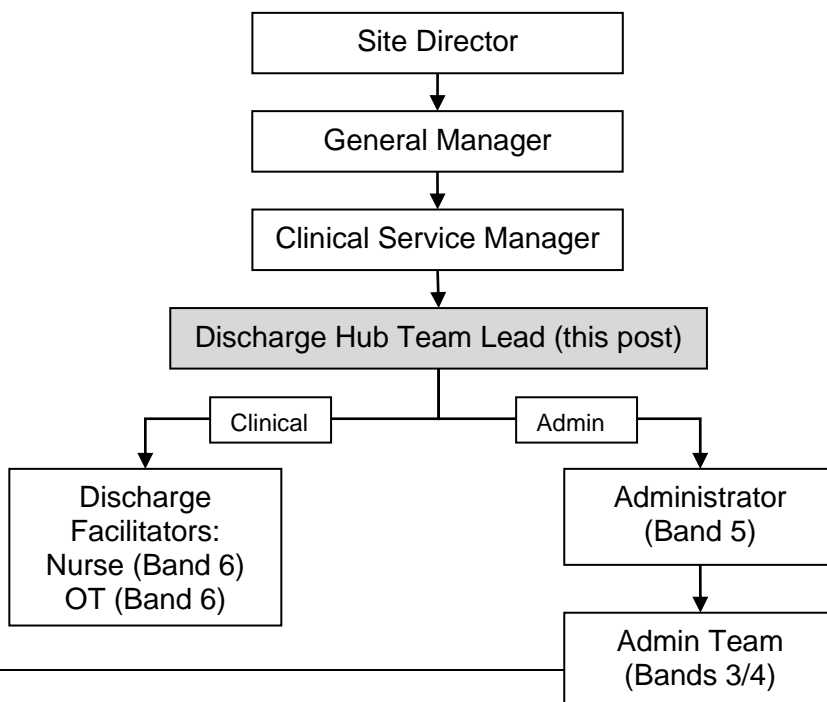 Site Director
General Manager
Clinical Service Manager
Discharge Hub Team Lead (this post)
Clinical
Admin
Discharge
Facilitators:
Nurse (Band 6)
OT (Band 6)
Administrator
(Band 5)
Admin Team
(Bands 3/4)